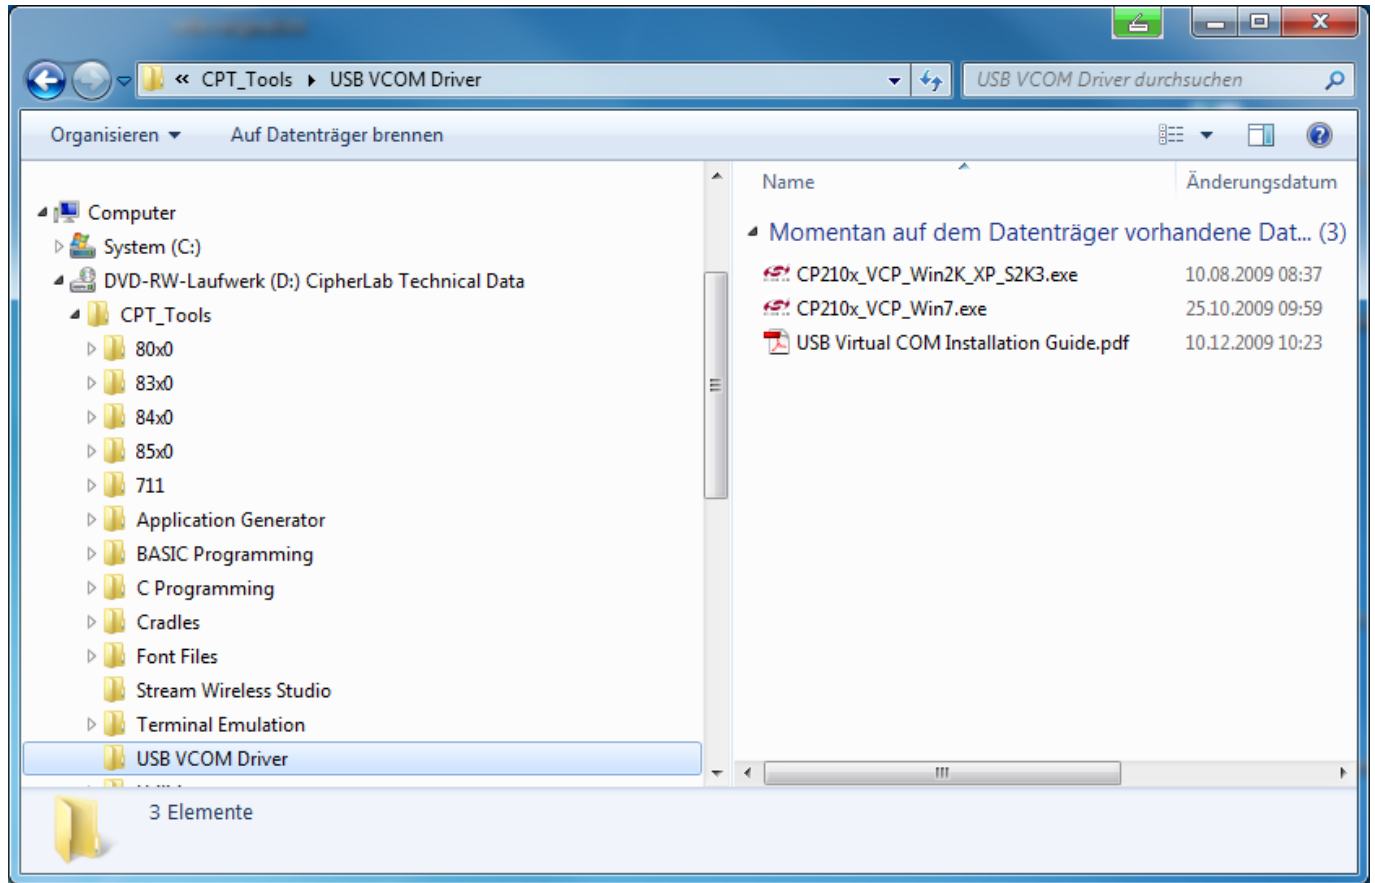 « CPT_Tools ▸ USB VCOM Driver
USB VCOM Driver durchsuchen
Organisieren
Auf Datenträger brennen
Name
Änderungsdatum
Computer
System (C:)
DVD-RW-Laufwerk (D:) CipherLab Technical Data
CPT_Tools
80x0
83x0
84x0
85x0
711
Application Generator
BASIC Programming
C Programming
Cradles
Font Files
Stream Wireless Studio
Terminal Emulation
USB VCOM Driver
Momentan auf dem Datenträger vorhandene Dat... (3)
CP210x_VCP_Win2K_XP_S2K3.exe 10.08.2009 08:37
CP210x_VCP_Win7.exe 25.10.2009 09:59
USB Virtual COM Installation Guide.pdf 10.12.2009 10:23
3 Elemente